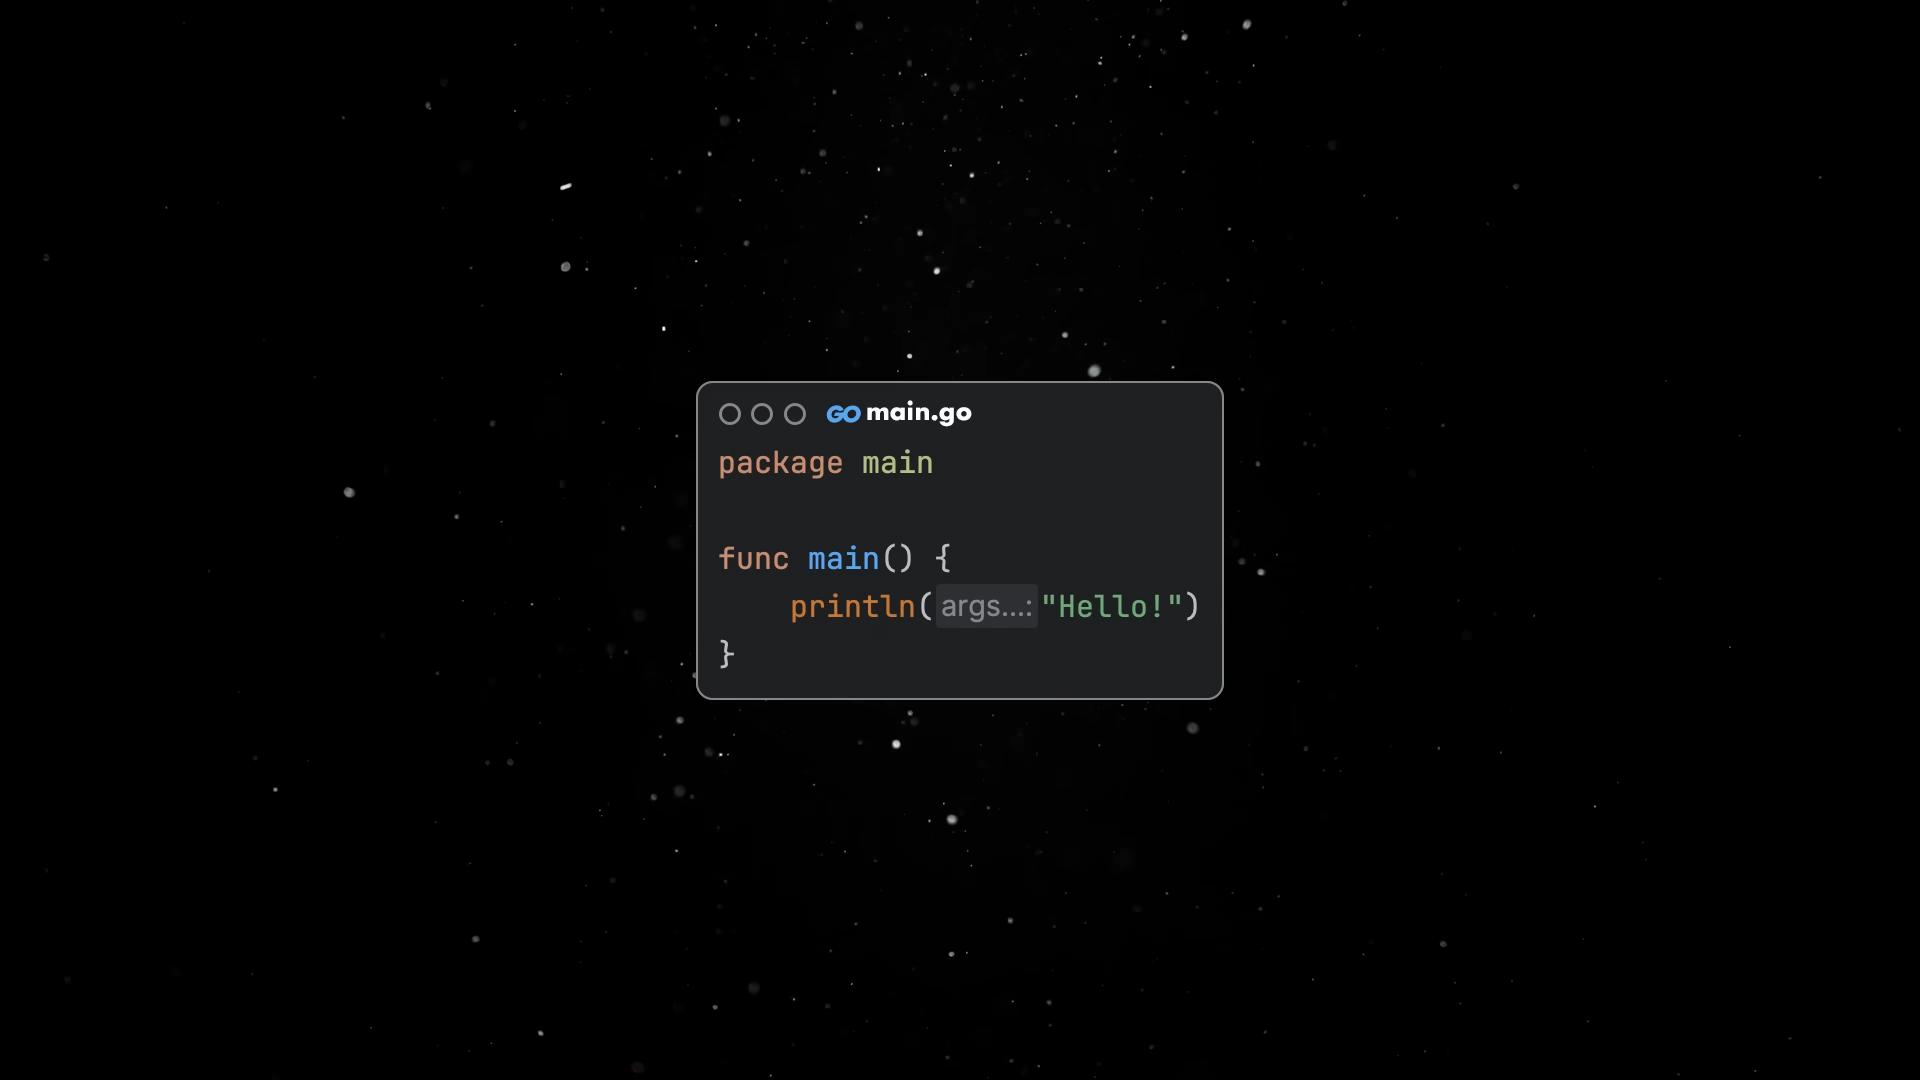 GO main.go
package main
func main() {
println(args...:"Hello!")
}